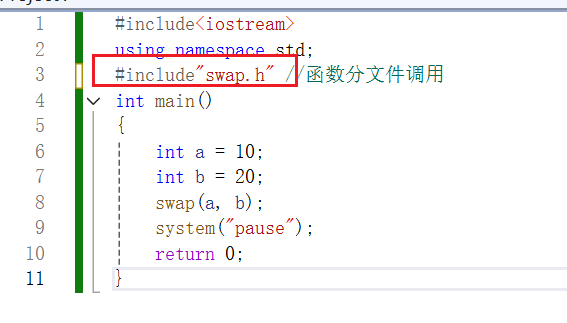 1 #include<iostream>
2 using namespace std;
3 #include"swap.h" //函数分文件调用
4 int main()
5 {
6 int a = 10;
7 int b = 20;
8 swap(a, b);
9 system("pause");
10 return 0;
11 }